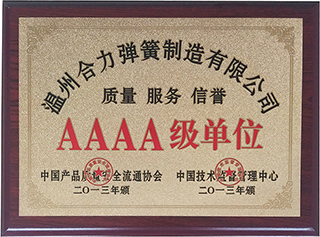 温州合力弹簧制造有限公司
质量 服务 信誉
AAAA级单位
中国产品质量安全流通协会 中国技术监督管理中心
二〇一三年颁 二〇一三年颁